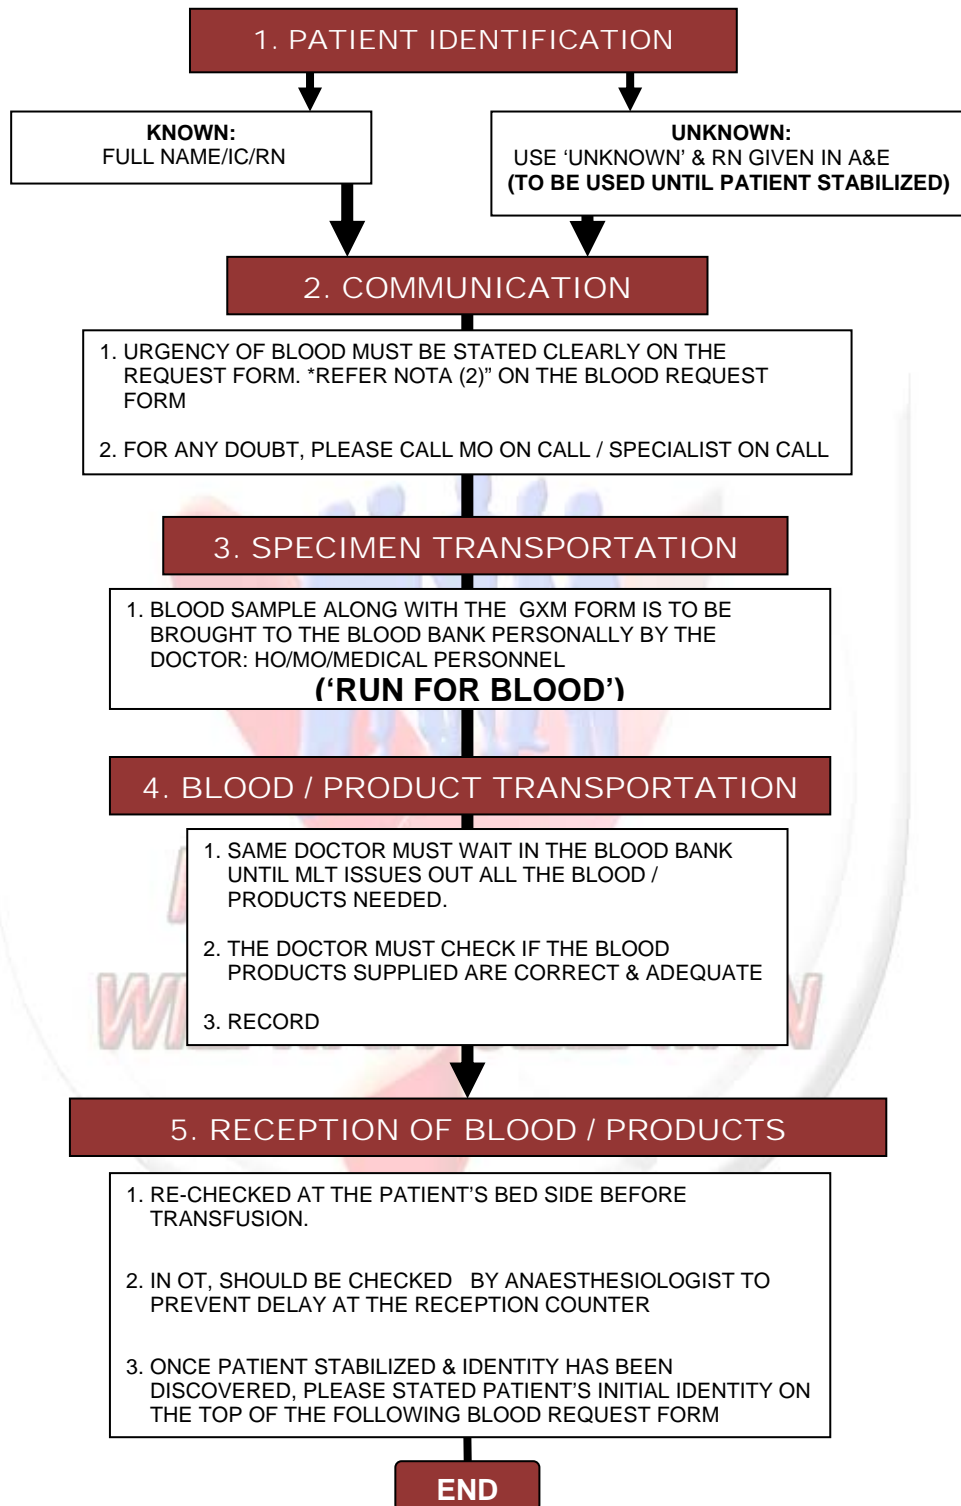 1. PATIENT IDENTIFICATION
KNOWN:
FULL NAME/IC/RN
UNKNOWN:
USE ‘UNKNOWN’ & RN GIVEN IN A&E
(TO BE USED UNTIL PATIENT STABILIZED)
2. COMMUNICATION
1. URGENCY OF BLOOD MUST BE STATED CLEARLY ON THE
REQUEST FORM. *REFER NOTA (2)” ON THE BLOOD REQUEST
FORM
2. FOR ANY DOUBT, PLEASE CALL MO ON CALL / SPECIALIST ON CALL
3. SPECIMEN TRANSPORTATION
1. BLOOD SAMPLE ALONG WITH THE GXM FORM IS TO BE
BROUGHT TO THE BLOOD BANK PERSONALLY BY THE
DOCTOR: HO/MO/MEDICAL PERSONNEL
(‘RUN FOR BLOOD’)
4. BLOOD / PRODUCT TRANSPORTATION
1. SAME DOCTOR MUST WAIT IN THE BLOOD BANK
UNTIL MLT ISSUES OUT ALL THE BLOOD /
PRODUCTS NEEDED.
2. THE DOCTOR MUST CHECK IF THE BLOOD
PRODUCTS SUPPLIED ARE CORRECT & ADEQUATE
3. RECORD
5. RECEPTION OF BLOOD / PRODUCTS
1. RE-CHECKED AT THE PATIENT’S BED SIDE BEFORE
TRANSFUSION.
2. IN OT, SHOULD BE CHECKED BY ANAESTHESIOLOGIST TO
PREVENT DELAY AT THE RECEPTION COUNTER
3. ONCE PATIENT STABILIZED & IDENTITY HAS BEEN
DISCOVERED, PLEASE STATED PATIENT’S INITIAL IDENTITY ON
THE TOP OF THE FOLLOWING BLOOD REQUEST FORM
END